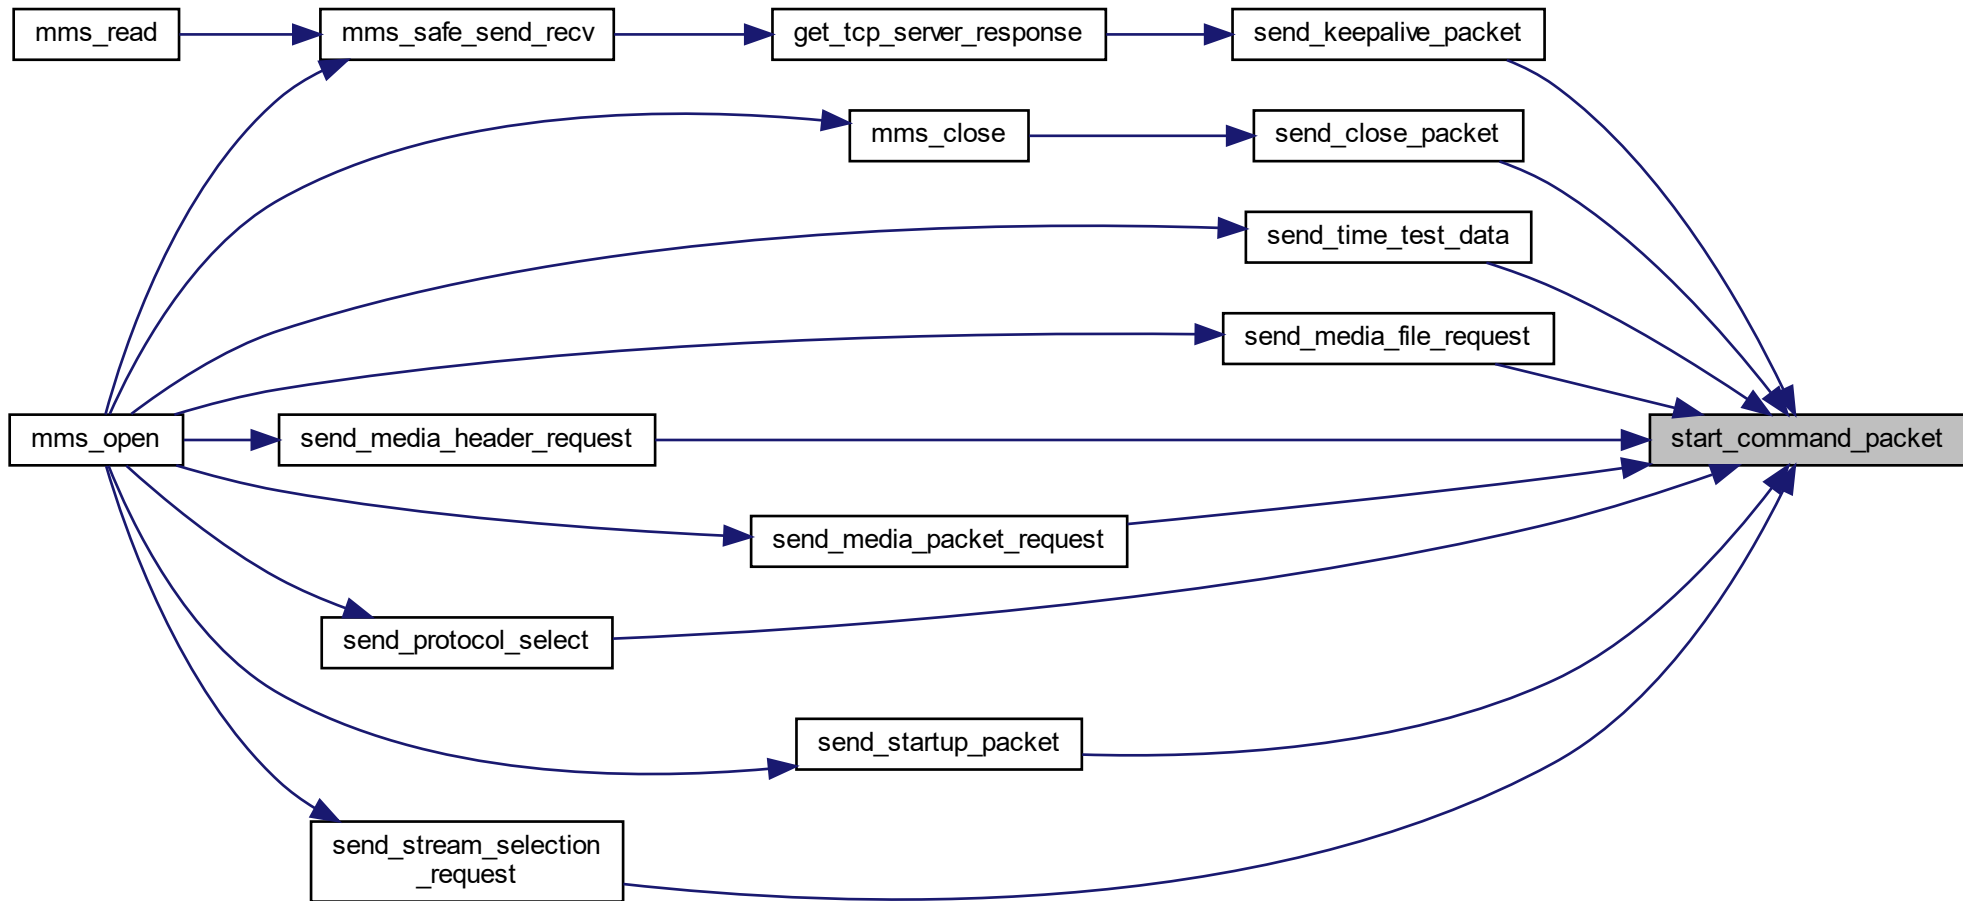 mms_read
mms_safe_send_recv
get_tcp_server_response
send_keepalive_packet
mms_close
send_close_packet
send_time_test_data
send_media_file_request
mms_open
send_media_header_request
start_command_packet
send_media_packet_request
send_protocol_select
send_startup_packet
send_stream_selection
_request